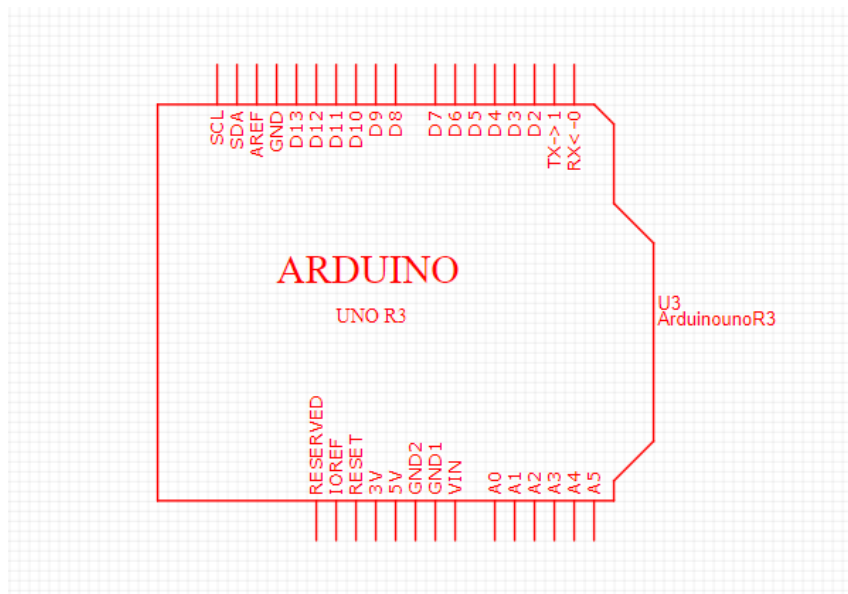 SCL
SDA
AREF
GND
D13
D12
D11
D10
D9
D8
D7
D6
D5
D4
D3
D2
TX->1
RX<-0
ARDUINO
UNO R3
U3
ArduinounoR3
RESERVED
IOREF
RESET
3V
5V
GND2
GND1
VIN
A0
A1
A2
A3
A4
A5